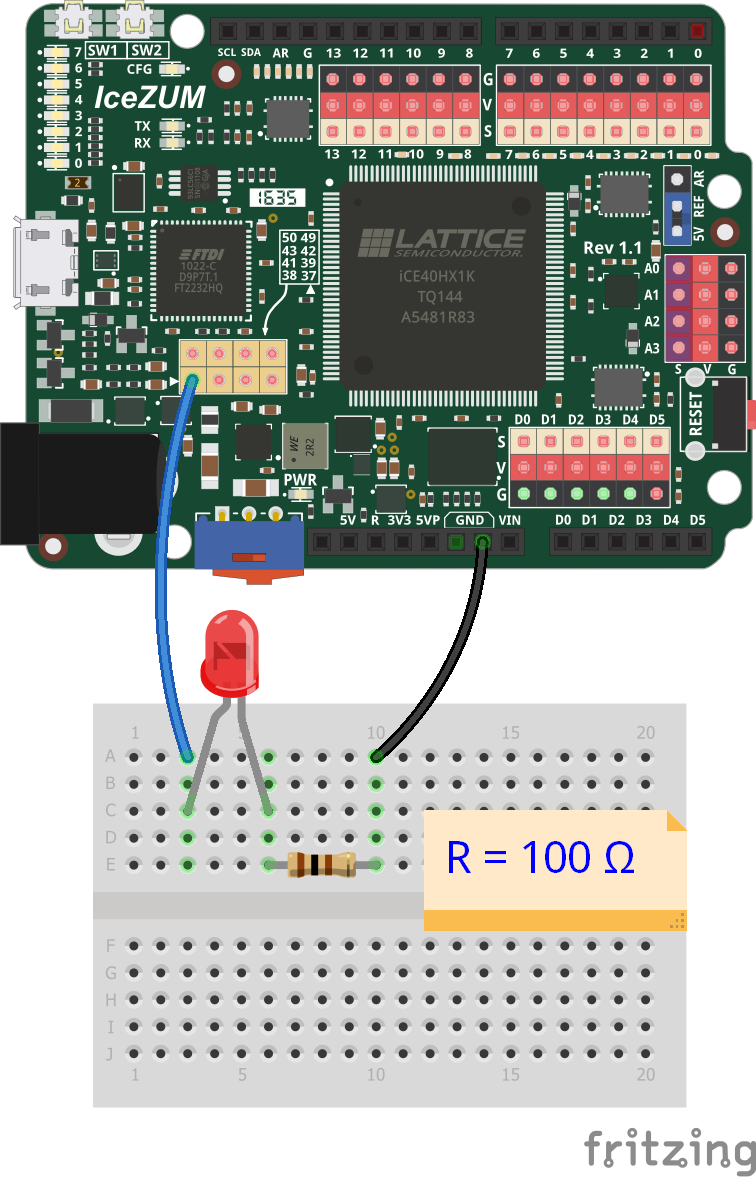 SCL SDA AR G 13 12 11 10 9 8
7 6 5 4 3 2 1 0
7 SW1 SW2
6 CFG
5
4
IceZUM
3
2 TX
1 RX
0
G
V
S
13 12 11 10 9 8
7 6 5 4 3 2 1 0
2
93LC56CI
1635
FTDI
1022-C
D9P7T.1
FT2232HQ
50 49
43 42
41 39
38 37
LATTICE
SEMICONDUCTOR.
iCE40HX1K
TQ144
A5481R83
Rev 1.1
5V REF AR
A0
A1
A2
A3
S V G
RESET
WE
2R2
PWR
D0 D1 D2 D3 D4 D5
S
V
G
5V R 3V3 5VP GND VIN
D0 D1 D2 D3 D4 D5
1 5 10 15 20
A
B
C
D
E
R = 100 Ω
F
G
H
I
J
1 5 10 15 20
fritzing